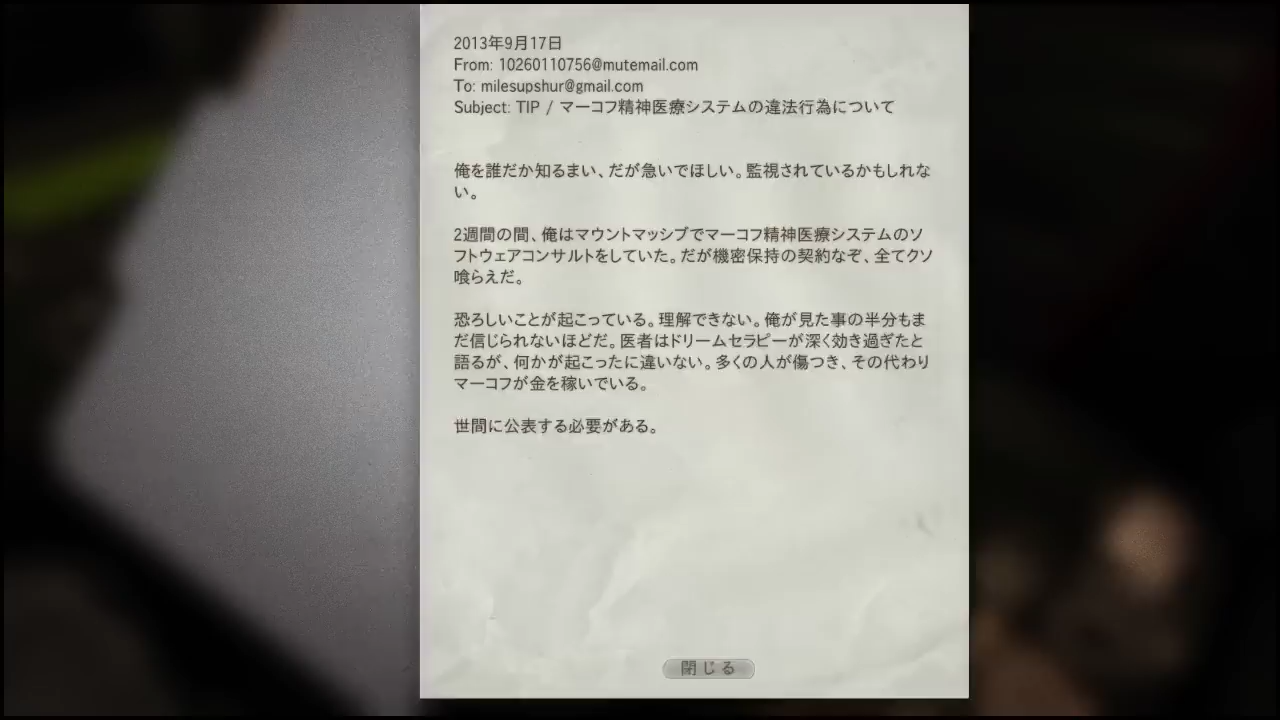 2013年9月17日
From: 10260110756@mutemail.com
To: milesupshur@gmail.com
Subject: TIP / マーコフ精神医療システムの違法行為について
俺を誰だか知るまい、だが急いでほしい。監視されているかもしれな
い。
2週間の間、俺はマウントマッシブでマーコフ精神医療システムのソ
フトウェアコンサルトをしていた。だが機密保持の契約なぞ、全てクソ
喰らえだ。
恐ろしいことが起こっている。理解できない。俺が見た事の半分もま
だ信じられないほどだ。医者はドリームセラピーが深く効き過ぎたと
語るが、何かが起こったに違いない。多くの人が傷つき、その代わり
マーコフが金を稼いでいる。
世間に公表する必要がある。
閉じる